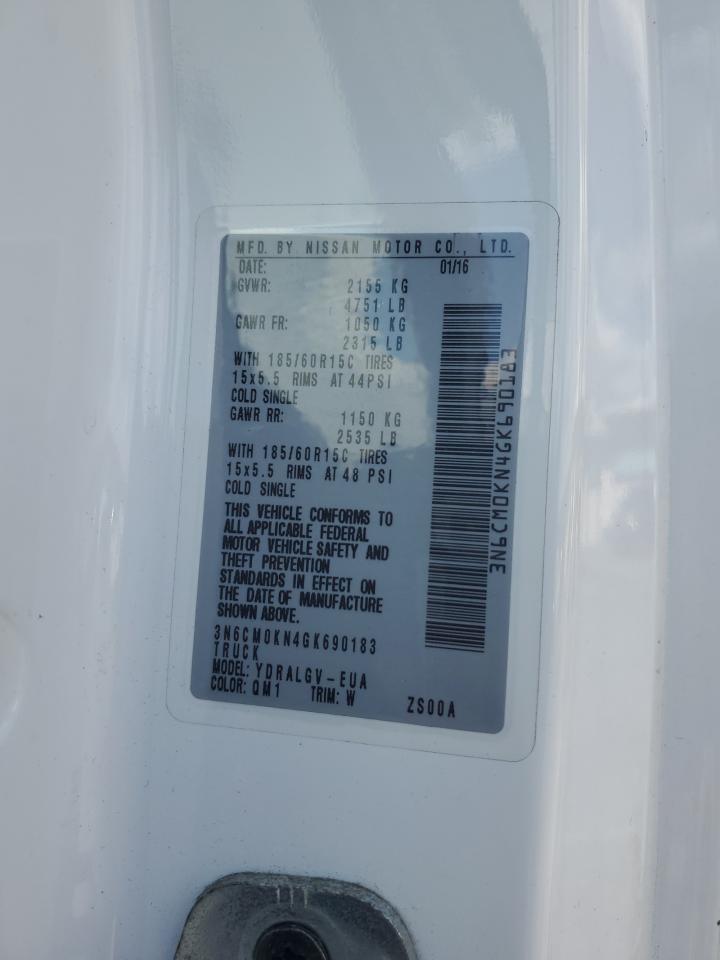 MFD. BY NISSAN MOTOR CO., LTD.
DATE: 01/16
GVWR: 2155 KG
4751 LB
GAWR FR: 1050 KG
2315 LB
WITH 185/60R15C TIRES
15x5.5 RIMS AT 44PSI
COLD SINGLE
GAWR RR: 1150 KG
2535 LB
WITH 185/60R15C TIRES
15x5.5 RIMS AT 48 PSI
COLD SINGLE
THIS VEHICLE CONFORMS TO
ALL APPLICABLE FEDERAL
MOTOR VEHICLE SAFETY AND
THEFT PREVENTION
STANDARDS IN EFFECT ON
THE DATE OF MANUFACTURE
SHOWN ABOVE.
3N6CM0KN4GK690183
TRUCK
MODEL: YDRALGV-EUA
COLOR: QM1 TRIM: W ZS00A
3N6CM0KN4GK690183